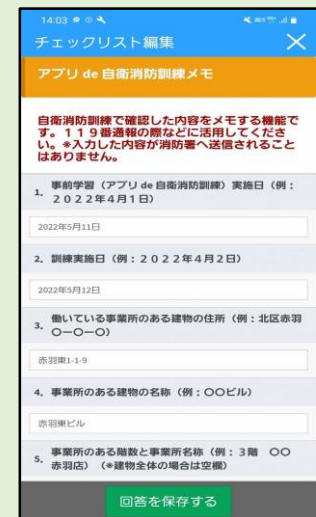 14:03
チェックリスト編集
アプリ de 自衛消防訓練メモ
自衛消防訓練で確認した内容をメモする機能で
す。１１９番通報の際などに活用してくださ
い。※入力した内容が消防署へ送信されること
はありません。
1. 事前学習（アプリ de 自衛消防訓練）実施日（例：
２０２２年４月１日）
2022年5月11日
2. 訓練実施日（例：２０２２年４月２日）
2022年5月12日
3. 働いている事業所のある建物の住所（例：北区赤羽
○ー○ー○）
赤羽東1-1-9
4. 事業所のある建物の名称（例：○○ビル）
赤羽東ビル
5. 事業所のある階数と事業所名称（例：３階　○○
赤羽店）（※建物全体の場合は空欄）
回答を保存する